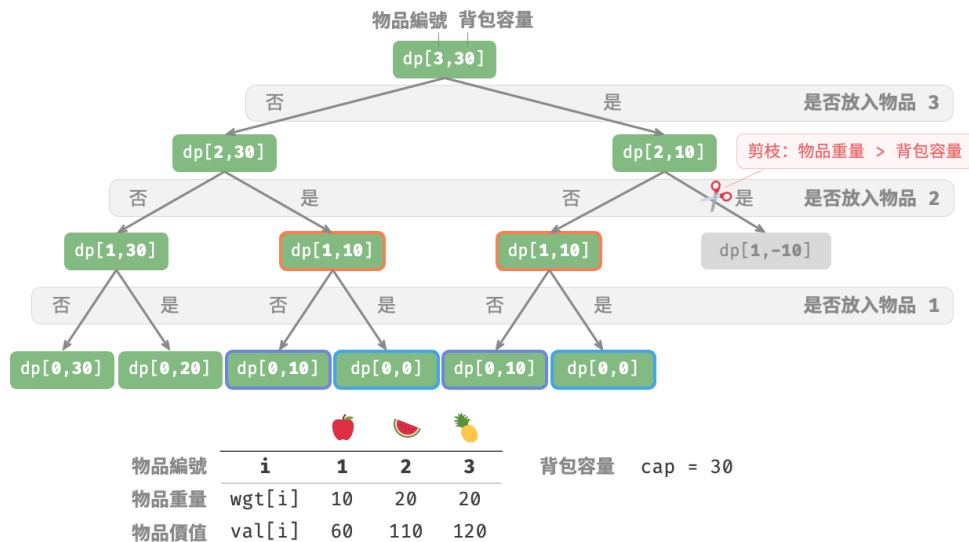 物品編號 背包容量
dp[3,30]
否 是 是否放入物品 3
dp[2,30] dp[2,10]
剪枝：物品重量 > 背包容量
否 是 否 是 是否放入物品 2
dp[1,30] dp[1,10] dp[1,10] dp[1,-10]
否 是 否 是 否 是 是否放入物品 1
dp[0,30] dp[0,20] dp[0,10] dp[0,0] dp[0,10] dp[0,0]
物品編號 i 1 2 3 背包容量 cap = 30
物品重量 wgt[i] 10 20 20
物品價值 val[i] 60 110 120